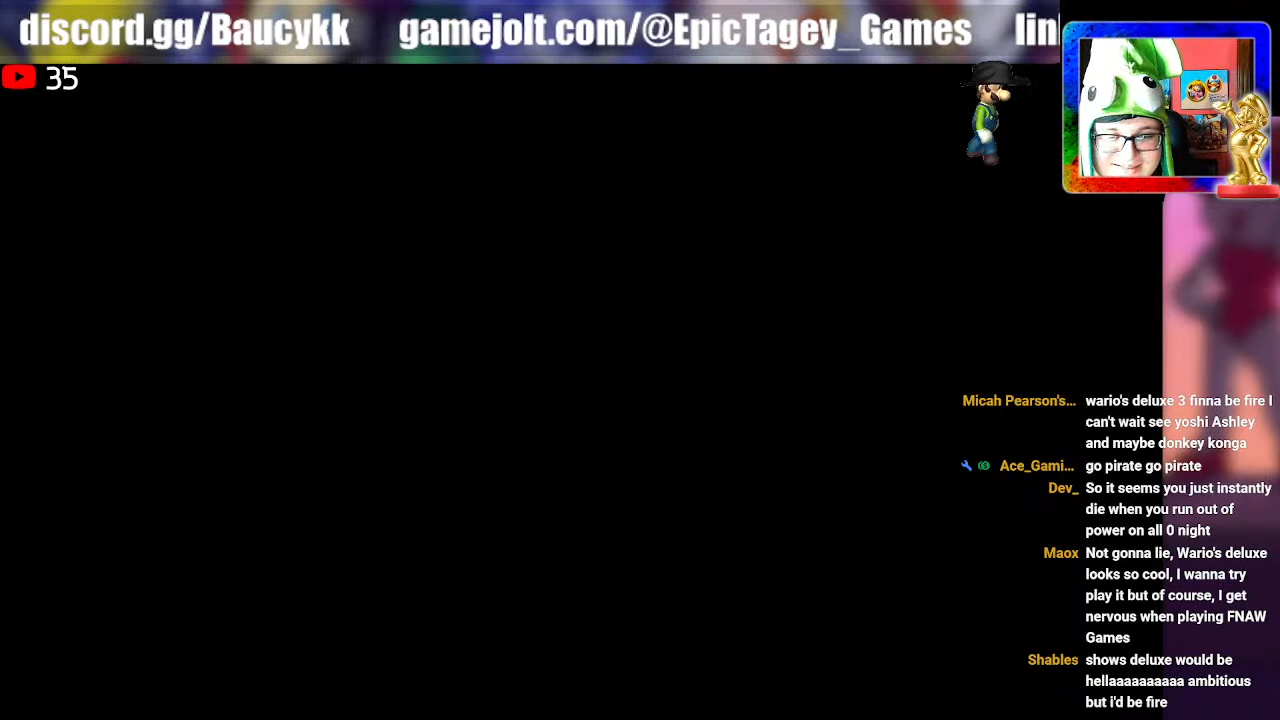 discord.gg/Baucykk gamejolt.com/@EpicTagey_Games
35
Micah Pearson's... wario's deluxe 3 finna be fire I
can't wait see yoshi Ashley
and maybe donkey konga
Ace_Gami... go pirate go pirate
Dev_ So it seems you just instantly
die when you run out of
power on all 0 night
Maox Not gonna lie, Wario's deluxe
looks so cool, I wanna try
play it but of course, I get
nervous when playing FNAW
Games
Shables shows deluxe would be
hellaaaaaaaaaa ambitious
but i'd be fire